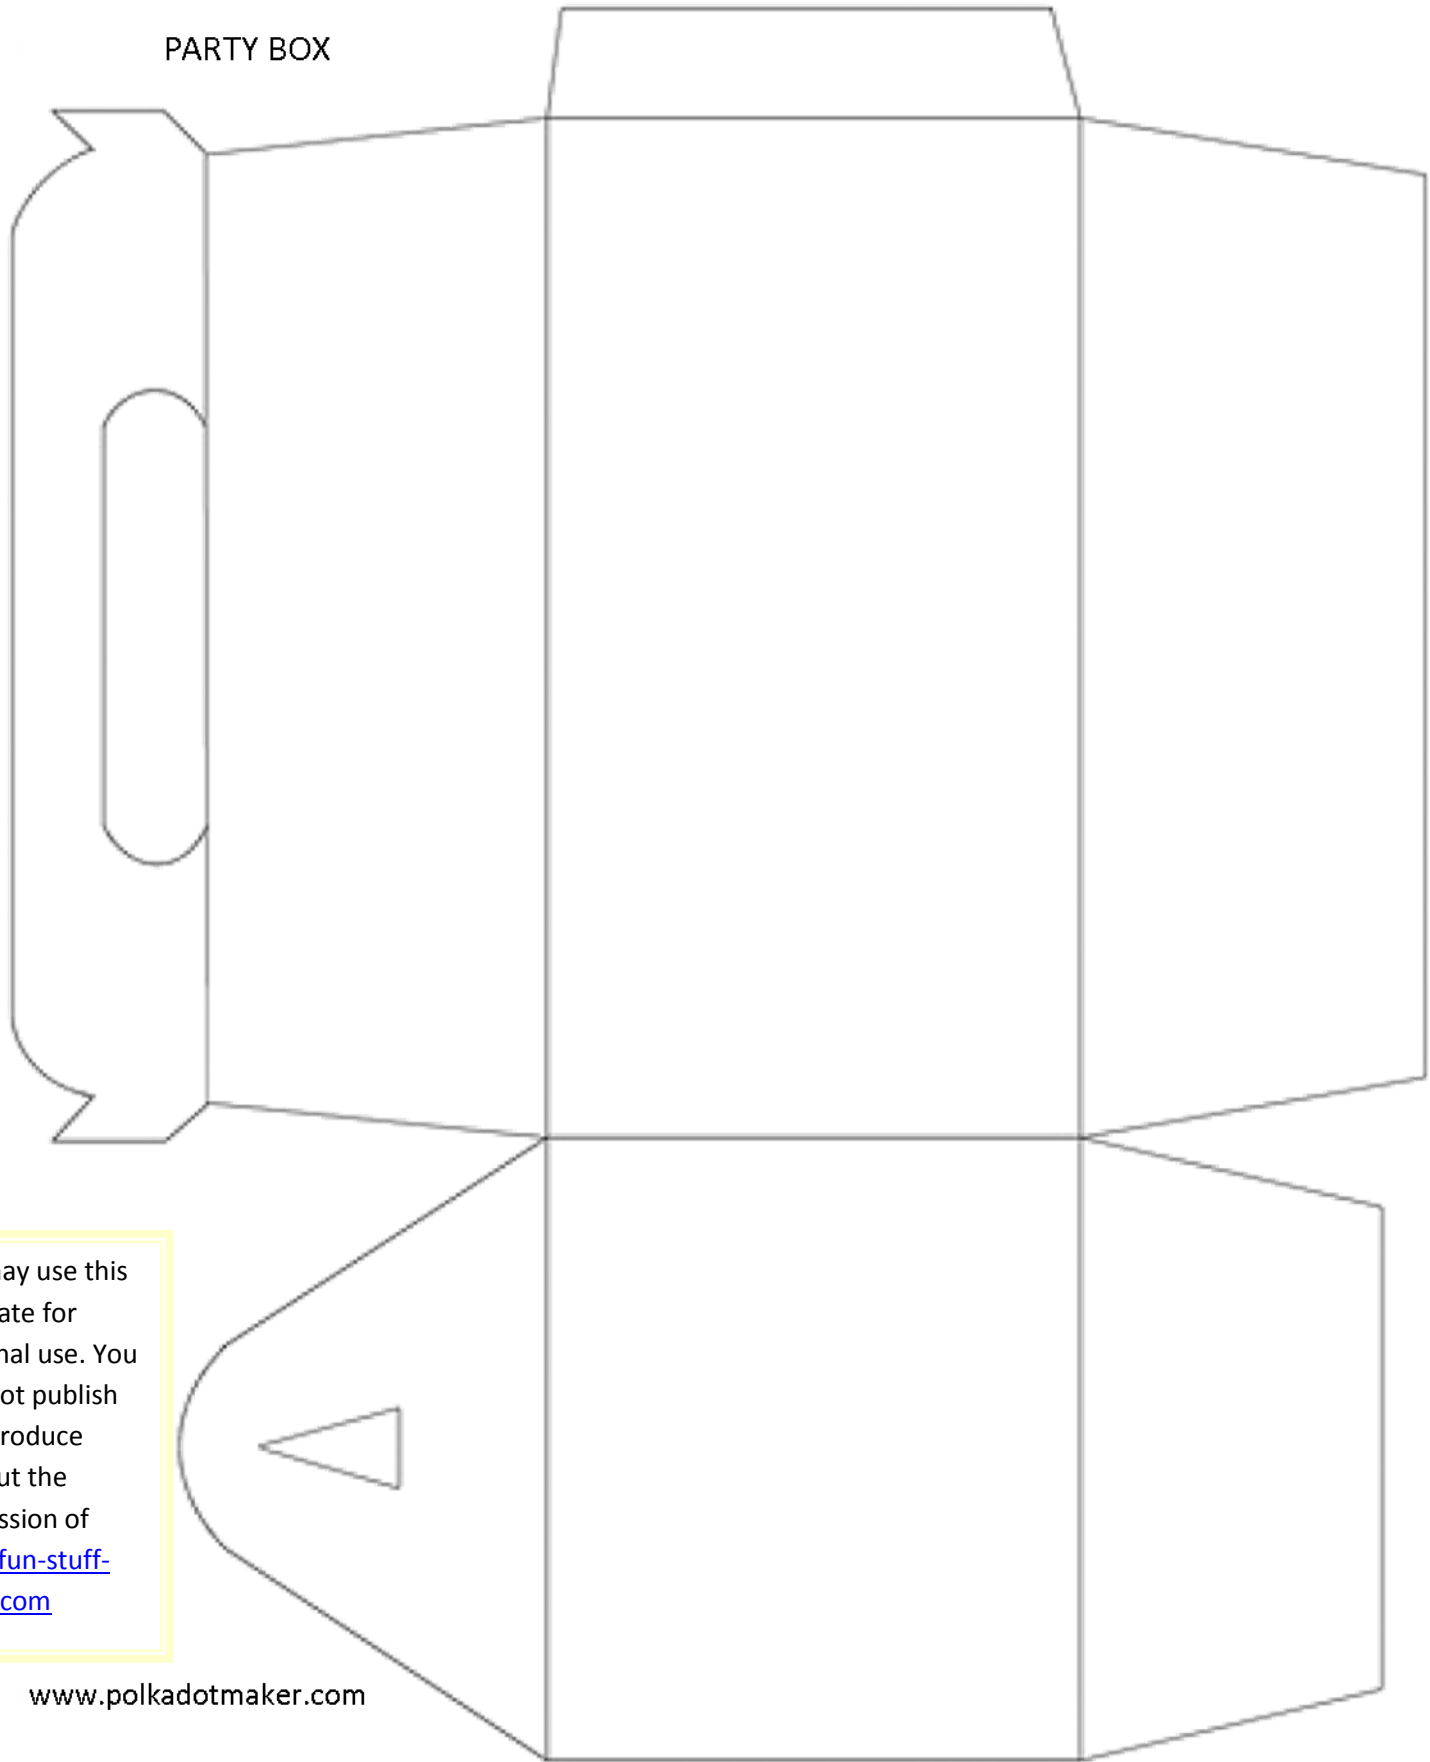 PARTY BOX
may use this
ate for
nal use. You
ot publish
roduce
ut the
ssion of
fun-stuff-
com
www.polkadotmaker.com